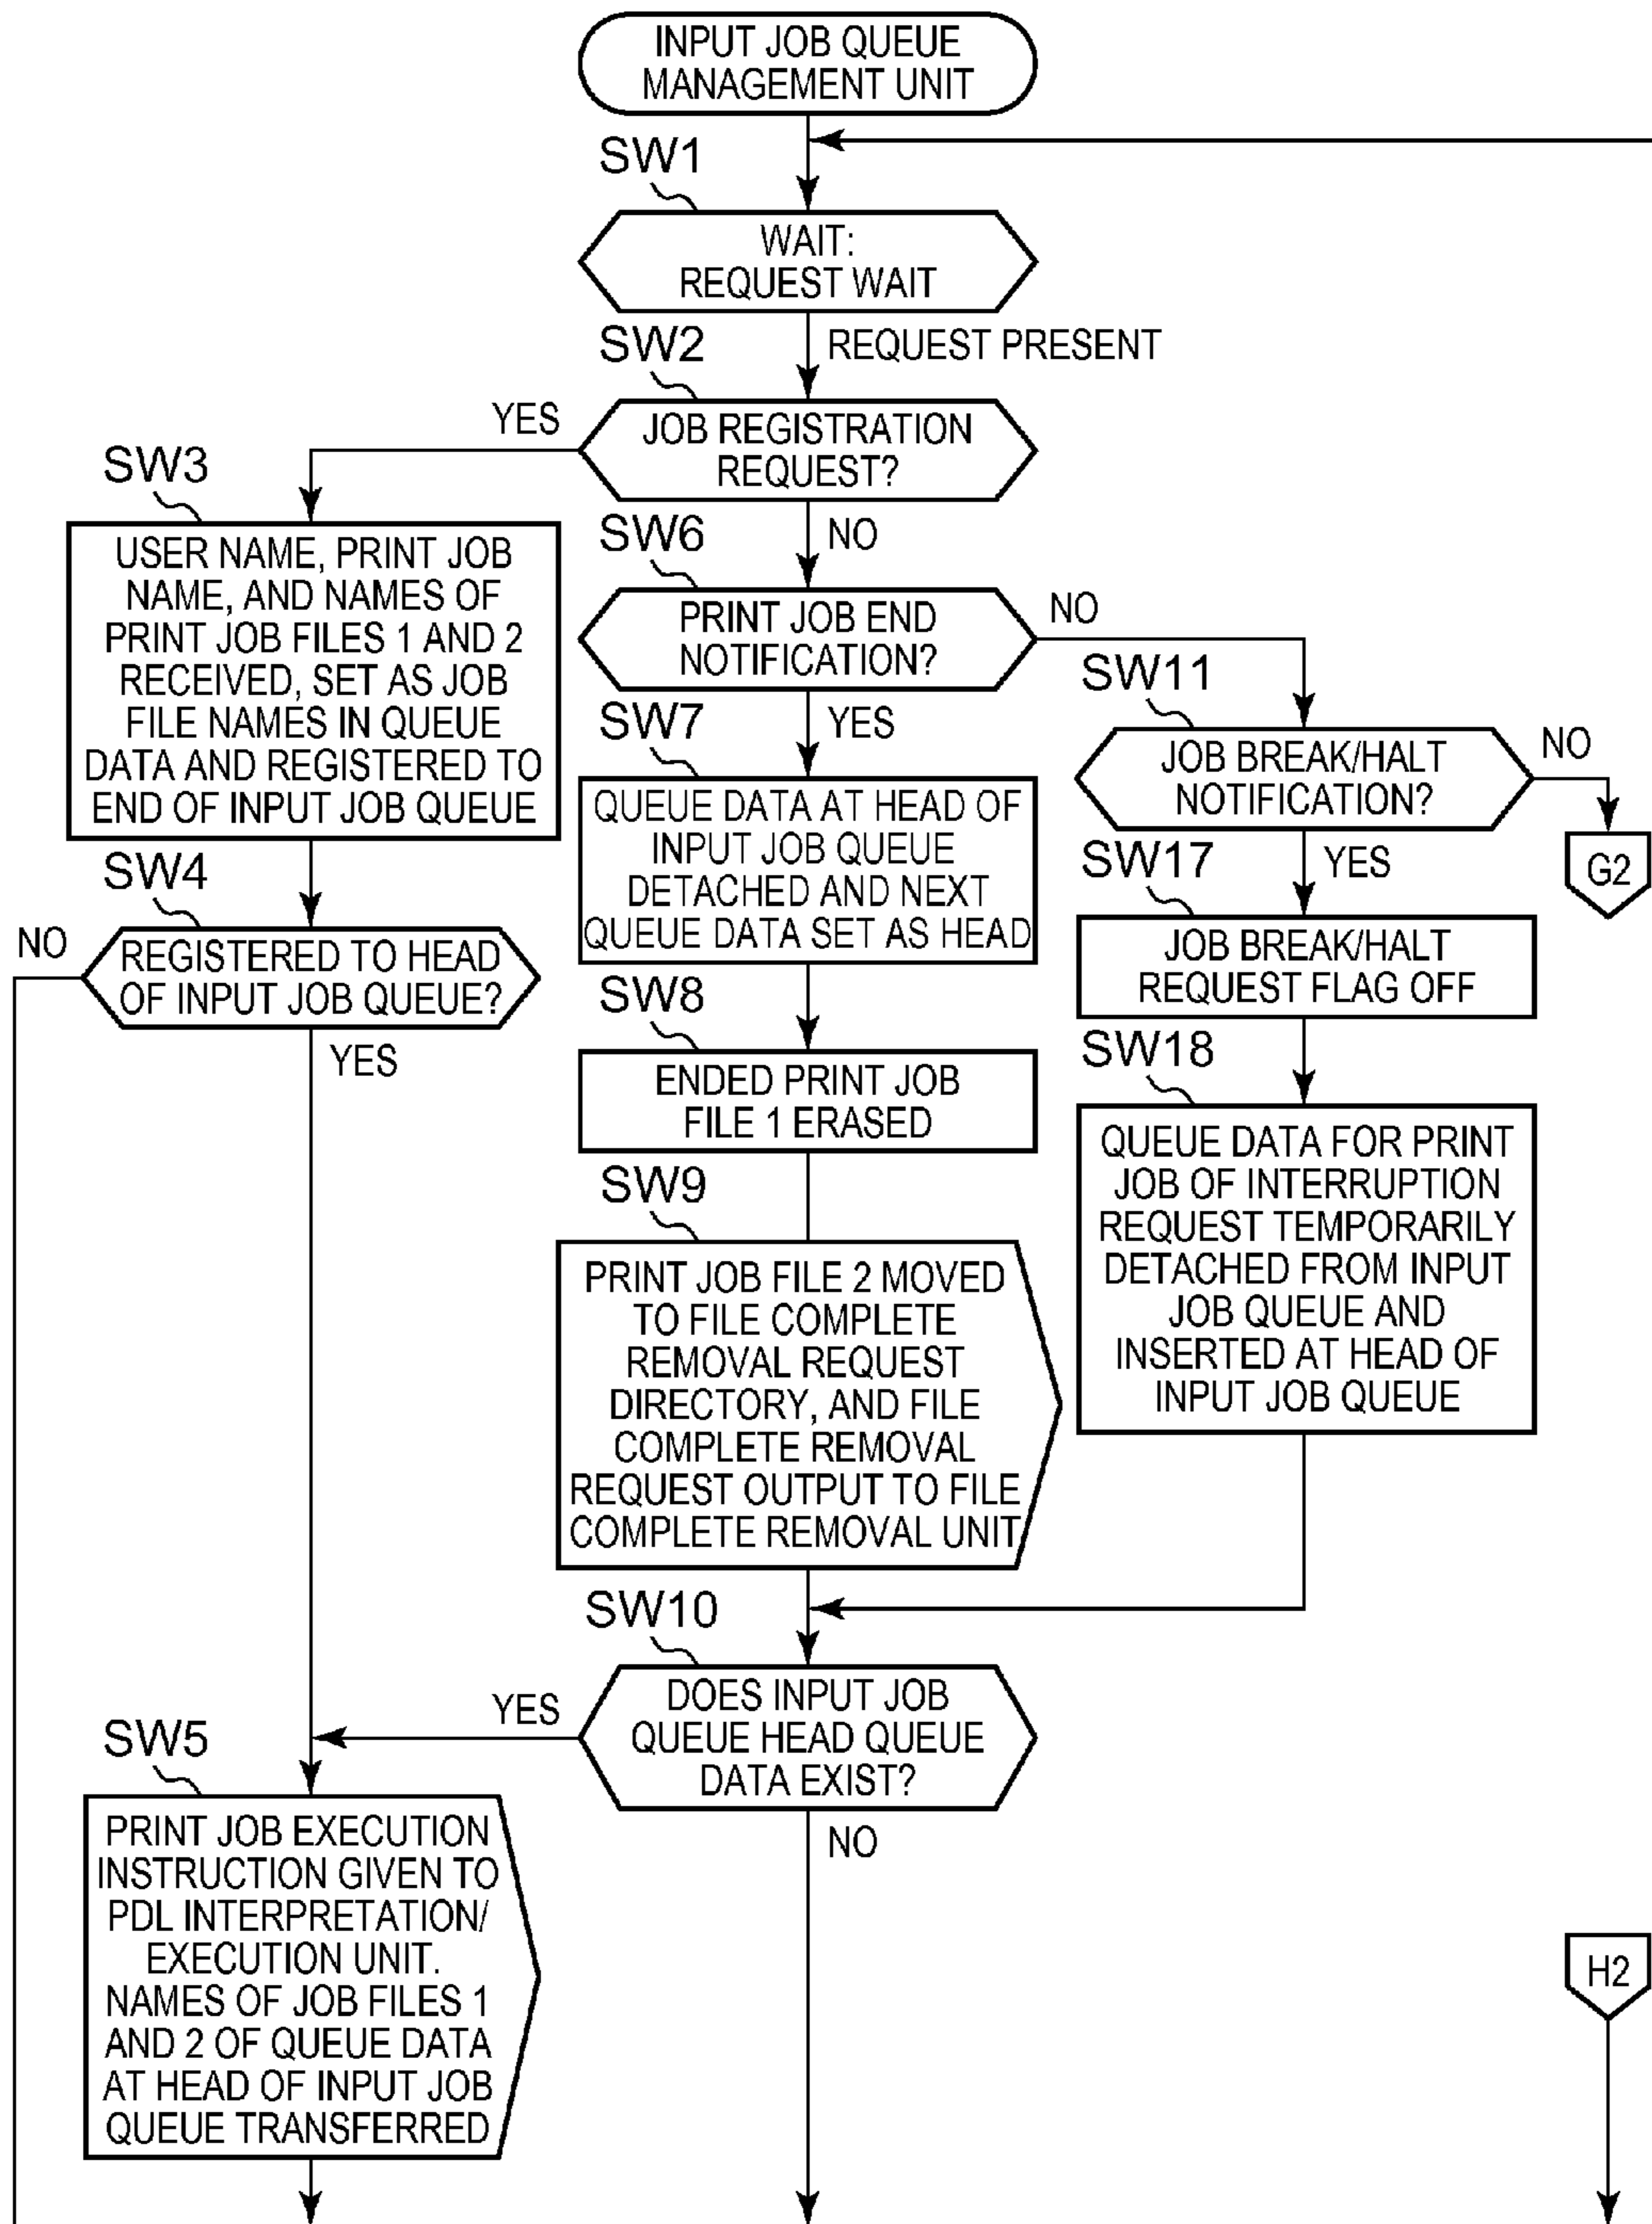 INPUT JOB QUEUE
MANAGEMENT UNIT
SW1
WAIT:
REQUEST WAIT
REQUEST PRESENT
SW2
JOB REGISTRATION
REQUEST?
YES
NO
SW3
USER NAME, PRINT JOB
NAME, AND NAMES OF
PRINT JOB FILES 1 AND 2
RECEIVED, SET AS JOB
FILE NAMES IN QUEUE
DATA AND REGISTERED TO
END OF INPUT JOB QUEUE
SW4
REGISTERED TO HEAD
OF INPUT JOB QUEUE?
NO
YES
SW6
PRINT JOB END
NOTIFICATION?
NO
YES
SW7
QUEUE DATA AT HEAD OF
INPUT JOB QUEUE
DETACHED AND NEXT
QUEUE DATA SET AS HEAD
SW8
ENDED PRINT JOB
FILE 1 ERASED
SW9
PRINT JOB FILE 2 MOVED
TO FILE COMPLETE
REMOVAL REQUEST
DIRECTORY, AND FILE
COMPLETE REMOVAL
REQUEST OUTPUT TO FILE
COMPLETE REMOVAL UNIT
SW11
JOB BREAK/HALT
NOTIFICATION?
NO
G2
YES
SW17
JOB BREAK/HALT
REQUEST FLAG OFF
SW18
QUEUE DATA FOR PRINT
JOB OF INTERRUPTION
REQUEST TEMPORARILY
DETACHED FROM INPUT
JOB QUEUE AND
INSERTED AT HEAD OF
INPUT JOB QUEUE
SW10
DOES INPUT JOB
QUEUE HEAD QUEUE
DATA EXIST?
YES
NO
SW5
PRINT JOB EXECUTION
INSTRUCTION GIVEN TO
PDL INTERPRETATION/
EXECUTION UNIT.
NAMES OF JOB FILES 1
AND 2 OF QUEUE DATA
AT HEAD OF INPUT JOB
QUEUE TRANSFERRED
H2